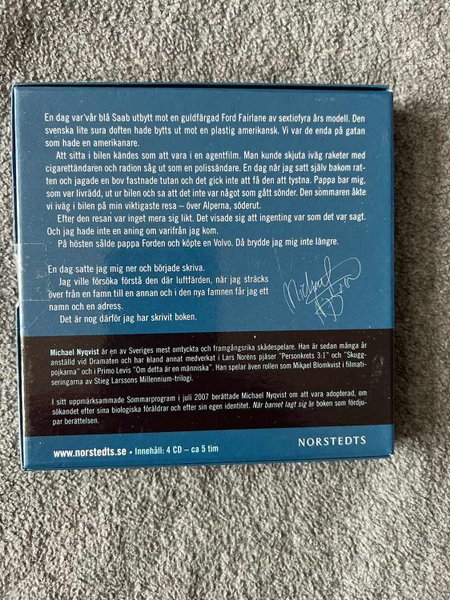 En dag var vår blå Saab utbytt mot en guldfärgad Ford Fairlane av sextiofyra års modell. Den
svenska lite sura doften hade bytts ut mot en plastig amerikansk. Vi var de enda på gatan
som hade en amerikanare.
Att sitta i bilen kändes som att vara i en agentfilm. Man kunde skjuta iväg raketer med
cigarettändaren och radion såg ut som en polissändare. En dag när jag satt själv bakom rat-
ten och jagade en bov fastnade tutan och det gick inte att få den att tystna. Pappa bar mig,
som var livrädd, ut ur bilen och sa att det inte var något som gått sönder. Den sommaren åkte
vi iväg i bilen på min viktigaste resa – över Alperna, söderut.
Efter den resan var inget mera sig likt. Det visade sig att ingenting var som det var sagt.
Och jag hade inte en aning om varifrån jag kom.
På hösten sålde pappa Forden och köpte en Volvo. Då brydde jag mig inte längre.
En dag satte jag mig ner och började skriva.
Jag ville försöka förstå den där luftfärden, när jag sträcks
över från en famn till en annan och i den nya famnen får jag ett
namn och en adress.
Det är nog därför jag har skrivit boken.
Michael Nyqvist är en av Sveriges mest omtyckta och framgångsrika skådespelare. Han är sedan många år
anställd vid Dramaten och har bland annat medverkat i Lars Noréns pjäser "Personkrets 3:1" och "Skugg-
pojkarna" och i Primo Levis "Om detta är en människa". Han spelar även rollen som Mikael Blomkvist i filmati-
seringarna av Stieg Larssons Millennium-trilogi.
I sitt uppmärksammade Sommarprogram i juli 2007 berättade Michael Nyqvist om att vara adopterad, om
sökandet efter sina biologiska föräldrar och efter sin egen identitet. När barnet lagt sig är boken som fördju-
par berättelsen.
www.norstedts.se • Innehåll: 4 CD – ca 5 tim
NORSTEDTS